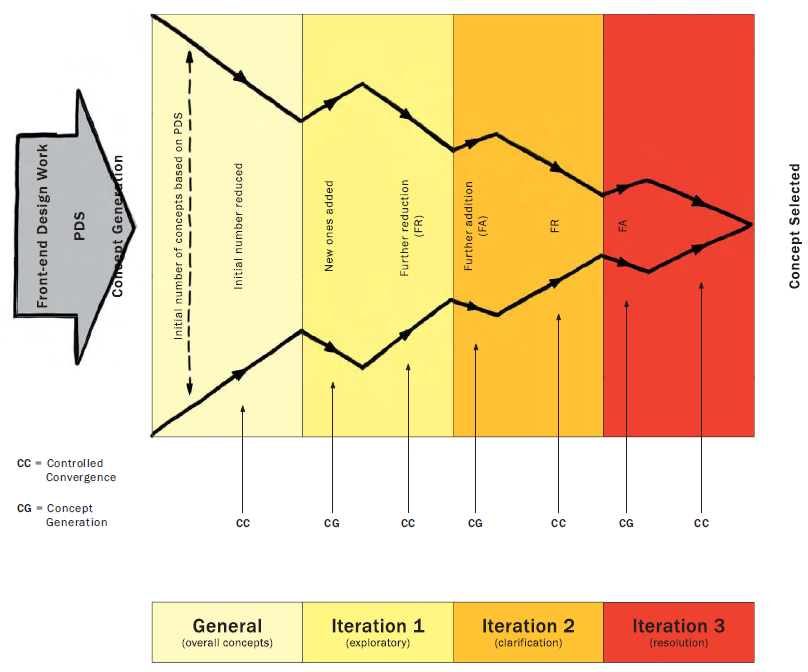 Front-end Design Work
PDS
Concept Generation
Initial number of concepts based on PDS
Initial number reduced
New ones added
Further reduction
(FR)
Further addition
(FA)
FR
FA
Concept Selected
CC = Controlled
Convergence
CG = Concept
Generation
CC
CG
CC
CG
CC
CG
CC
General
(overall concepts)
Iteration 1
(exploratory)
Iteration 2
(clarification)
Iteration 3
(resolution)